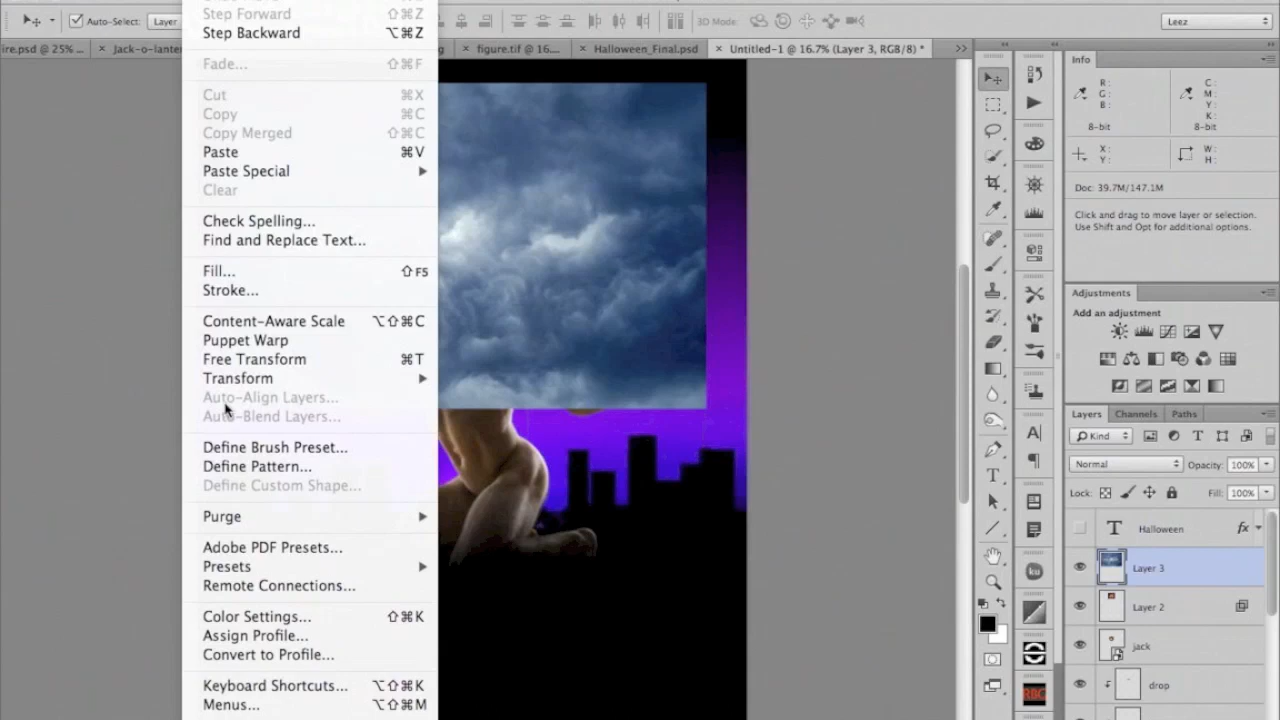 Step Forward ⇧⌘Z
Step Backward ⌥⌘Z
Fade... ⇧⌘F
Cut ⌘X
Copy ⌘C
Copy Merged ⇧⌘C
Paste ⌘V
Paste Special
Clear
Check Spelling...
Find and Replace Text...
Fill... ⇧F5
Stroke...
Content-Aware Scale ⌥⇧⌘C
Puppet Warp
Free Transform ⌘T
Transform
Auto-Align Layers...
Auto-Blend Layers...
Define Brush Preset...
Define Pattern...
Define Custom Shape...
Purge
Adobe PDF Presets...
Presets
Remote Connections...
Color Settings... ⇧⌘K
Assign Profile...
Convert to Profile...
Keyboard Shortcuts... ⌥⇧⌘K
Menus... ⌥⇧⌘M
Auto-Select: Layer
3D Mode:
Leez
ire.psd @ 25% ...
Jack-o-lanter
figure.tif @ 16....
Halloween_Final.psd
Untitled-1 @ 16.7% (Layer 3, RGB/8) *
Info
R: C:
G: M:
B: Y:
K:
8-bit 8-bit
X: W:
Y: H:
Doc: 39.7M/147.1M
Click and drag to move layer or selection.
Use Shift and Opt for additional options.
Adjustments
Add an adjustment
Layers Channels Paths
Kind
Normal Opacity: 100%
Lock: Fill: 100%
T Halloween fx
Layer 3
Layer 2
jack
drop
ku
RBG